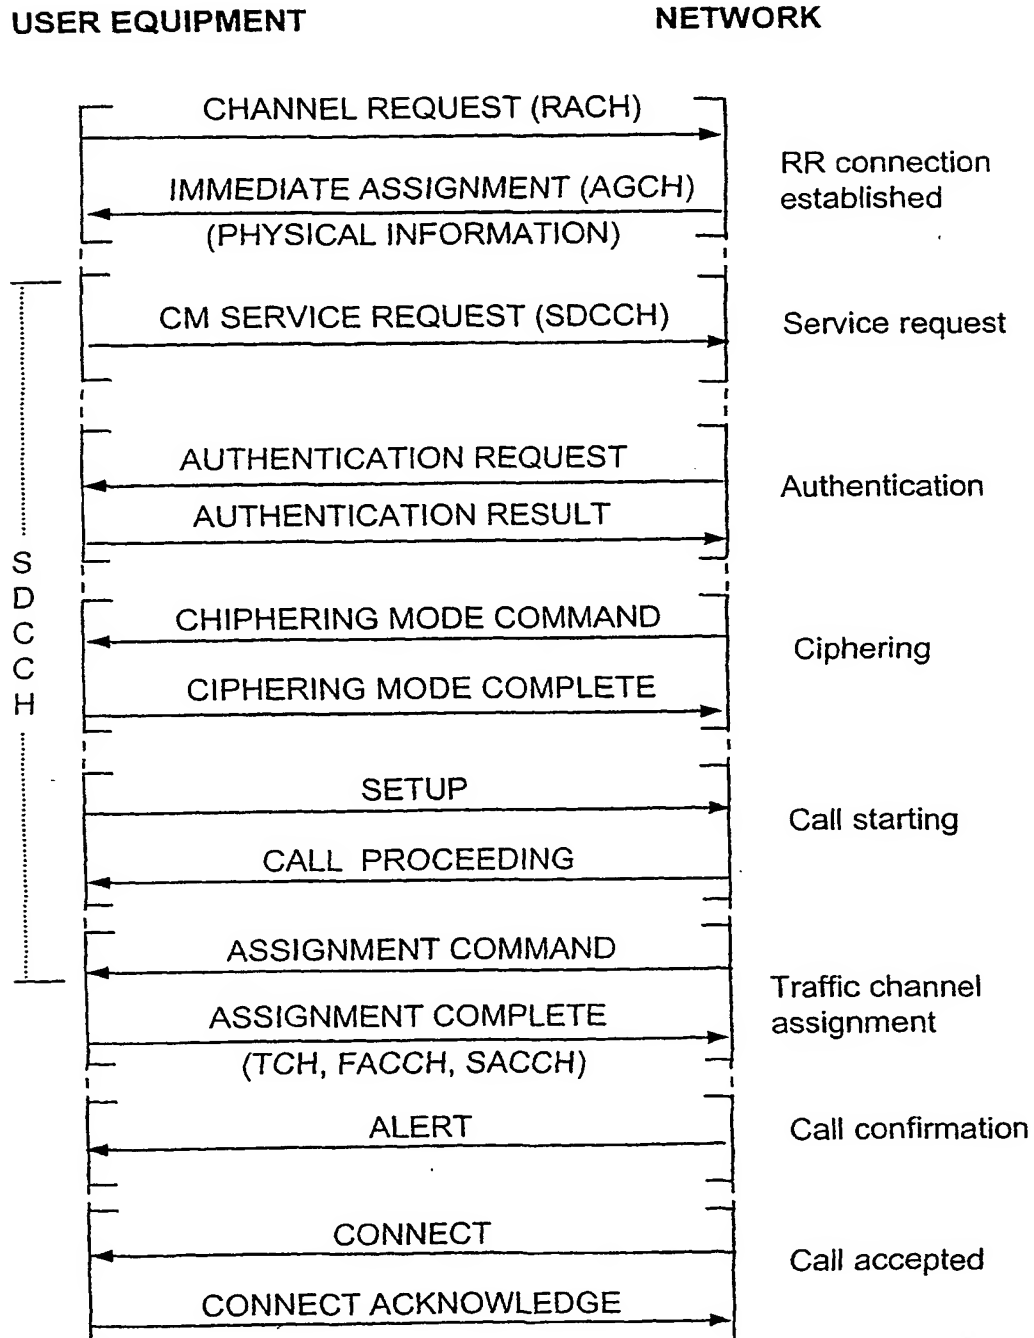 USER EQUIPMENT
NETWORK
CHANNEL REQUEST (RACH)
IMMEDIATE ASSIGNMENT (AGCH)
(PHYSICAL INFORMATION)
RR connection
established
CM SERVICE REQUEST (SDCCH)
Service request
AUTHENTICATION REQUEST
AUTHENTICATION RESULT
Authentication
SDCCH
CHIPHERING MODE COMMAND
CIPHERING MODE COMPLETE
Ciphering
SETUP
CALL PROCEEDING
Call starting
ASSIGNMENT COMMAND
ASSIGNMENT COMPLETE
(TCH, FACCH, SACCH)
Traffic channel
assignment
ALERT
Call confirmation
CONNECT
CONNECT ACKNOWLEDGE
Call accepted